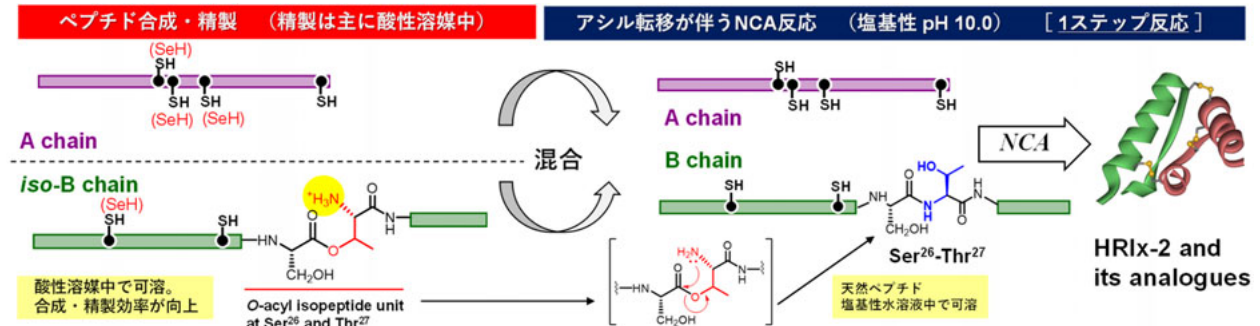 ペプチド合成・精製 （精製は主に酸性溶媒中）
アシル転移が伴うNCA反応 （塩基性 pH 10.0） [ 1ステップ反応 ]
(SeH)
SH
SH
(SeH)
SH
(SeH)
SH
A chain
iso-B chain
(SeH)
SH
SH
+H3N
O
N
H
HN
O
O
CH2OH
酸性溶媒中で可溶。
合成・精製効率が向上
O-acyl isopeptide unit
at Ser26 and Thr27
混合
SH
SH
SH
SH
A chain
B chain
SH
SH
NH
O
HO
N
H
O
H
N
CH2OH
Ser26-Thr27
H2N
O
H
N
HN
O
O
CH2OH
天然ペプチド
塩基性水溶液中で可溶
NCA
HRIx-2 and
its analogues